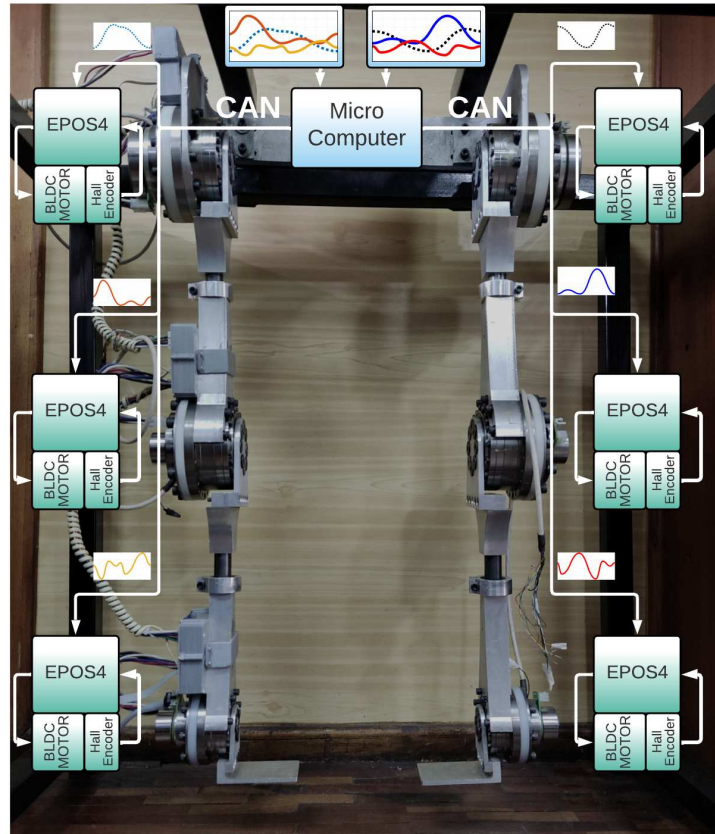 CAN
Micro
Computer
CAN
EPOS4
BLDC
MOTOR
Hall
Encoder
EPOS4
BLDC
MOTOR
Hall
Encoder
EPOS4
BLDC
MOTOR
Hall
Encoder
EPOS4
BLDC
MOTOR
Hall
Encoder
EPOS4
BLDC
MOTOR
Hall
Encoder
EPOS4
BLDC
MOTOR
Hall
Encoder